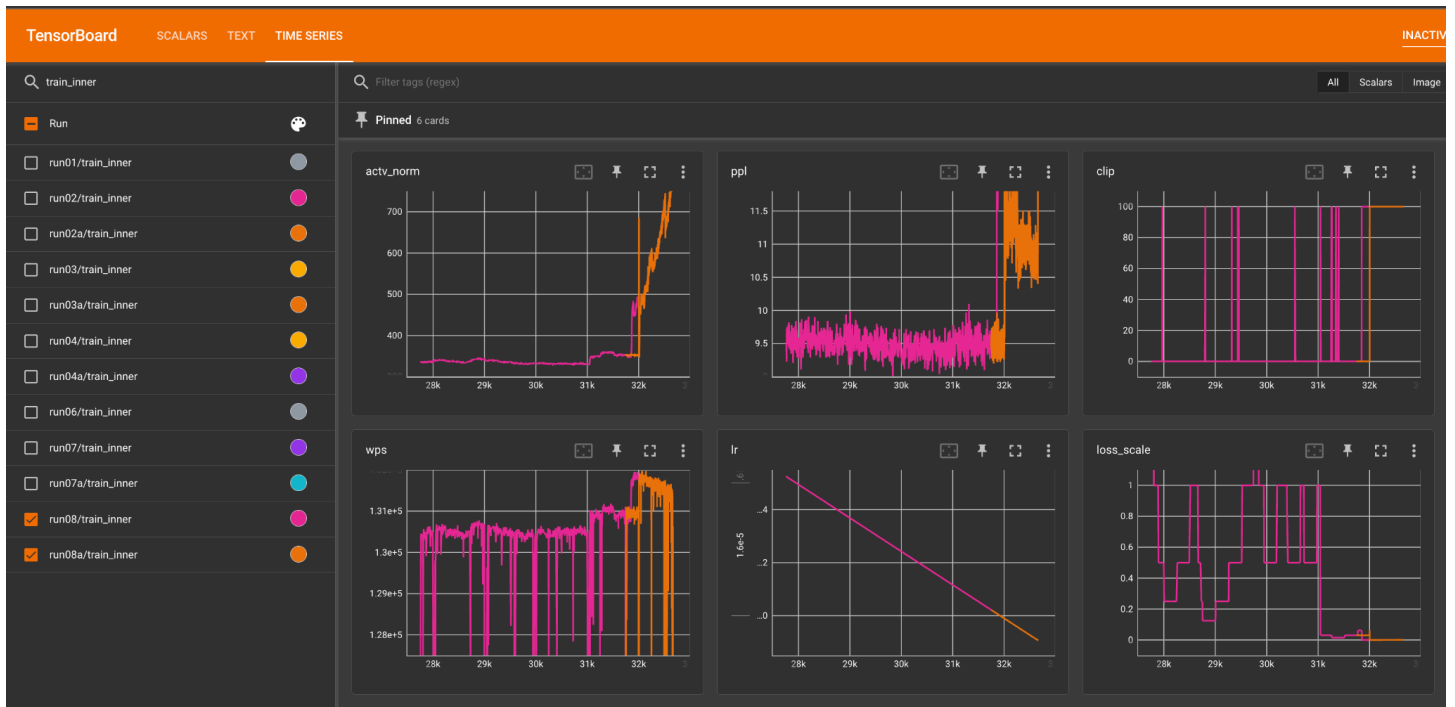 TensorBoard SCALARS TEXT TIME SERIES INACTIV
train_inner
Filter tags (regex) All Scalars Image
Run
Pinned 6 cards
run01/train_inner
run02/train_inner
run02a/train_inner
run03/train_inner
run03a/train_inner
run04/train_inner
run04a/train_inner
run06/train_inner
run07/train_inner
run07a/train_inner
run08/train_inner
run08a/train_inner
actv_norm
700
600
500
400
28k 29k 30k 31k 32k
ppl
11.5
11
10.5
10
9.5
28k 29k 30k 31k 32k
clip
100
80
60
40
20
0
28k 29k 30k 31k 32k
wps
1.31e+5
1.3e+5
1.29e+5
1.28e+5
28k 29k 30k 31k 32k
lr
...4
...2
...0
1.6e-5
28k 29k 30k 31k 32k
loss_scale
1
0.8
0.6
0.4
0.2
0
28k 29k 30k 31k 32k